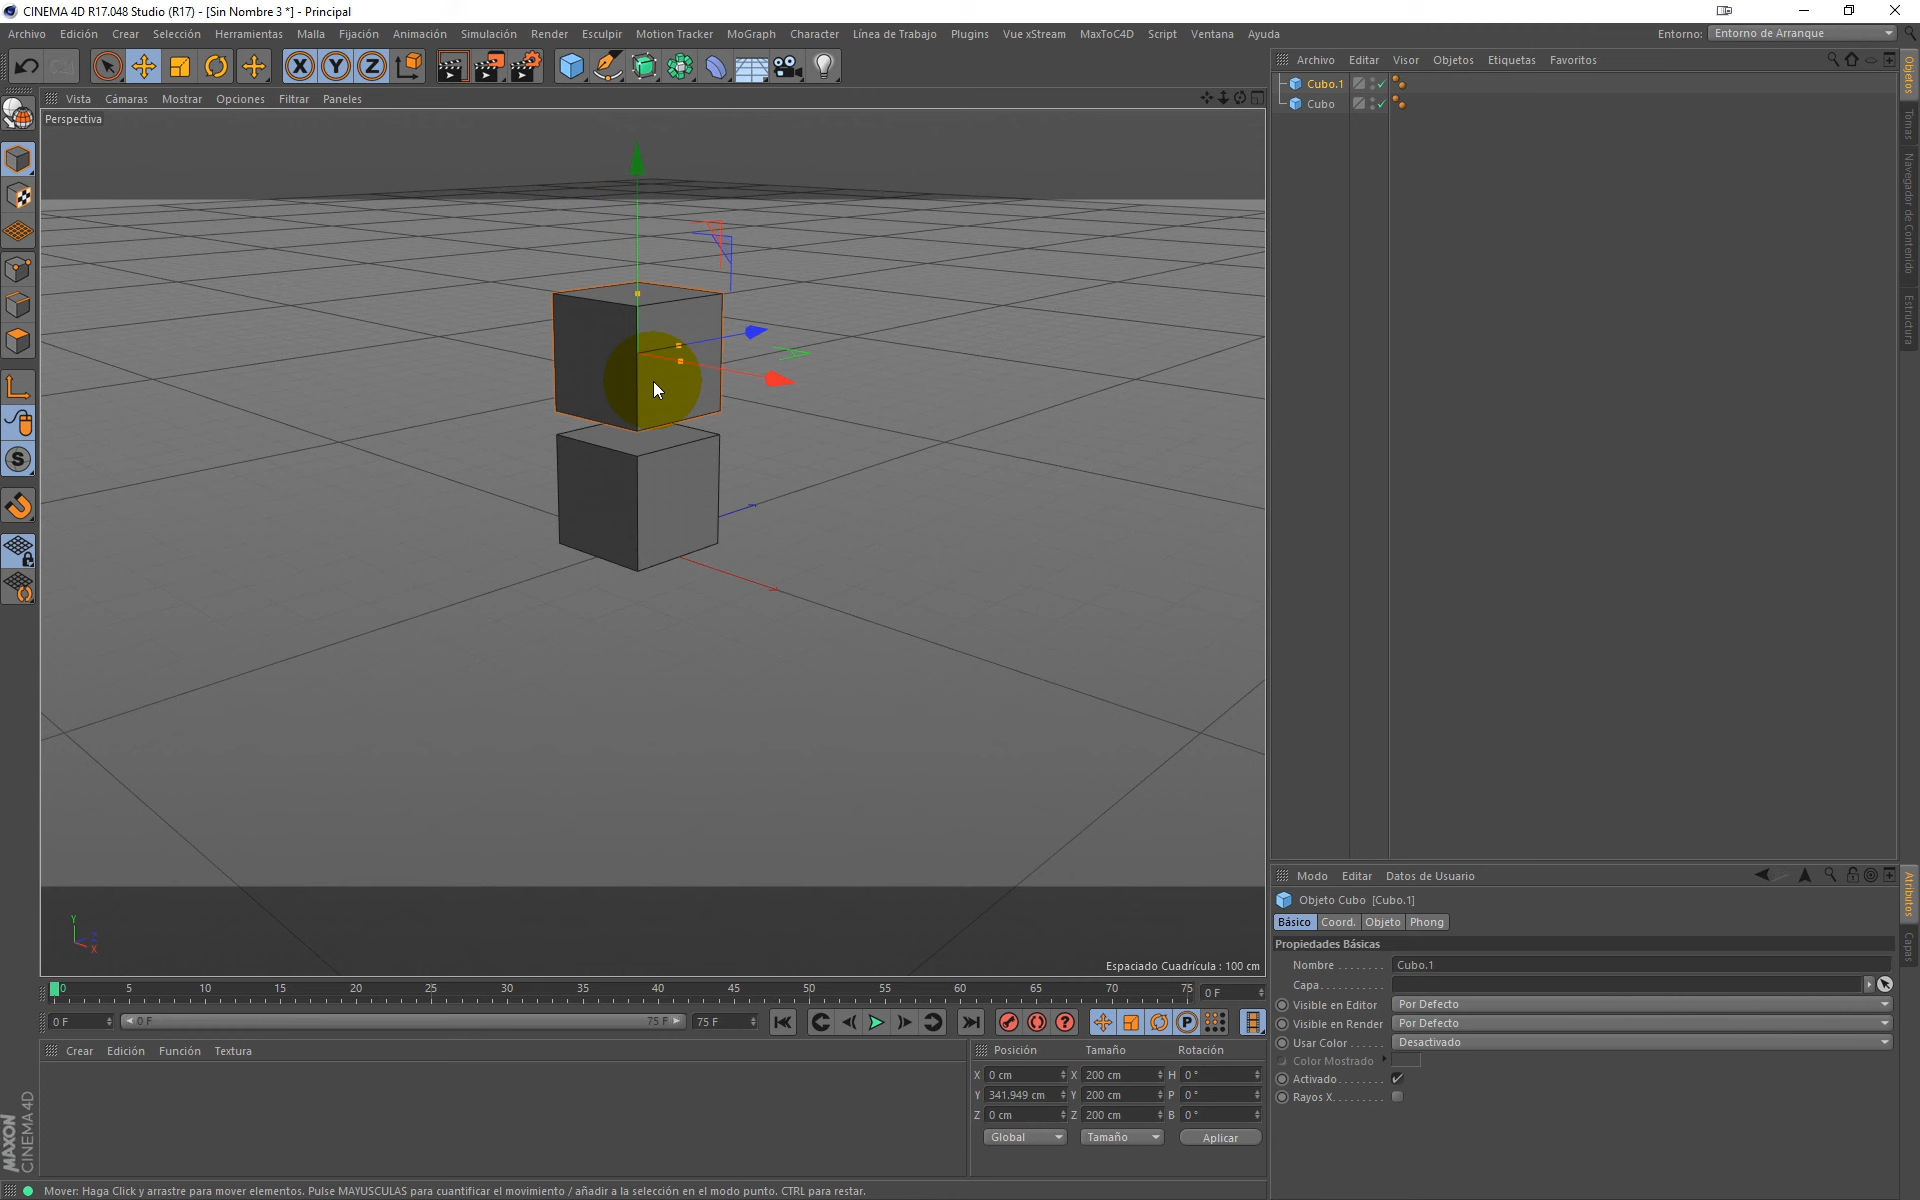 CINEMA 4D R17.048 Studio (R17) - [Sin Nombre 3 *] - Principal
Archivo Edición Crear Selección Herramientas Malla Fijación Animación Simulación Render Esculpir Motion Tracker MoGraph Character Línea de Trabajo Plugins Vue xStream MaxToC4D Script Ventana Ayuda
Entorno: Entorno de Arranque
X Y Z
Archivo Editar Visor Objetos Etiquetas Favoritos
Cubo.1
Cubo
Objetos
Tomas
Navegador de Contenido
Estructura
Vista Cámaras Mostrar Opciones Filtrar Paneles
Perspectiva
S
Y
Z
X
Espaciado Cuadrícula : 100 cm
0 5 10 15 20 25 30 35 40 45 50 55 60 65 70 75
0 F
0 F 0 F 75 F 75 F
P
Crear Edición Función Textura
Posición Tamaño Rotación
X 0 cm X 200 cm H 0 °
Y 341.949 cm Y 200 cm P 0 °
Z 0 cm Z 200 cm B 0 °
Global Tamaño Aplicar
Modo Editar Datos de Usuario
Objeto Cubo [Cubo.1]
Básico Coord. Objeto Phong
Propiedades Básicas
Nombre . . . . . . . . Cubo.1
Capa. . . . . . . . . . .
Visible en Editor Por Defecto
Visible en Render Por Defecto
Usar Color . . . . . . Desactivado
Color Mostrado
Activado. . . . . . . .
Rayos X. . . . . . . . .
Atributos
Capas
MAXON
CINEMA 4D
Mover: Haga Click y arrastre para mover elementos. Pulse MAYUSCULAS para cuantificar el movimiento / añadir a la selección en el modo punto. CTRL para restar.